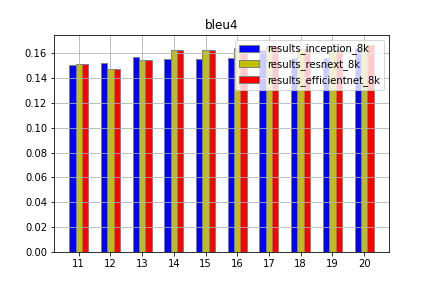 bleu4
0.16
0.14
0.12
0.10
0.08
0.06
0.04
0.02
0.00
results_inception_8k
results_resnext_8k
results_efficientnet_8k
11 12 13 14 15 16 17 18 19 20